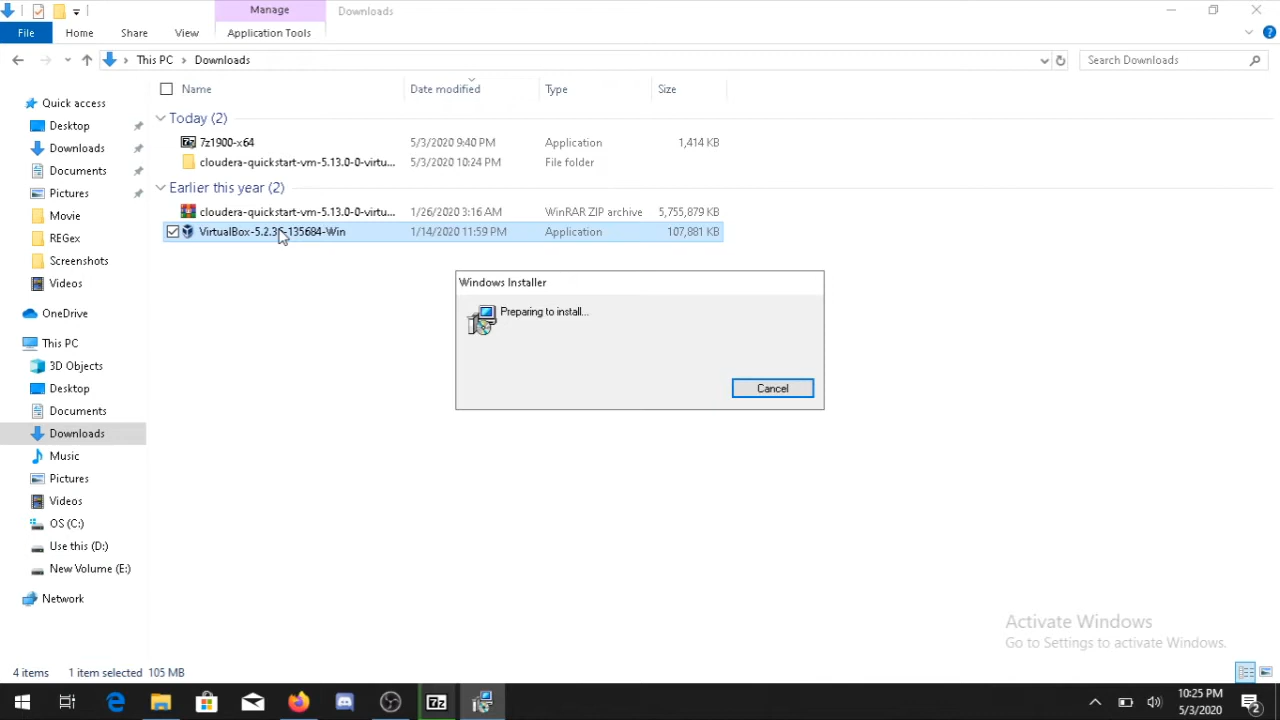 Manage
Downloads
File
Home
Share
View
Application Tools
This PC
Downloads
Search Downloads
Name
Date modified
Type
Size
Today (2)
7z1900-x64
5/3/2020 9:40 PM
Application
1,414 KB
cloudera-quickstart-vm-5.13.0-0-virtu...
5/3/2020 10:24 PM
File folder
Earlier this year (2)
cloudera-quickstart-vm-5.13.0-0-virtu...
1/26/2020 3:16 AM
WinRAR ZIP archive
5,755,879 KB
1/14/2020 11:59 PM
Application
107,881 KB
Quick access
Desktop
Downloads
Documents
Pictures
Movie
REGex
Screenshots
Videos
OneDrive
This PC
3D Objects
Desktop
Documents
Downloads
Music
Pictures
Videos
OS (C:)
Use this (D:)
New Volume (E:)
Network
Windows Installer
Preparing to install...
Cancel
Activate Windows
Go to Settings to activate Windows.
4 items
1 item selected 105 MB
7z
10:25 PM
5/3/2020
2